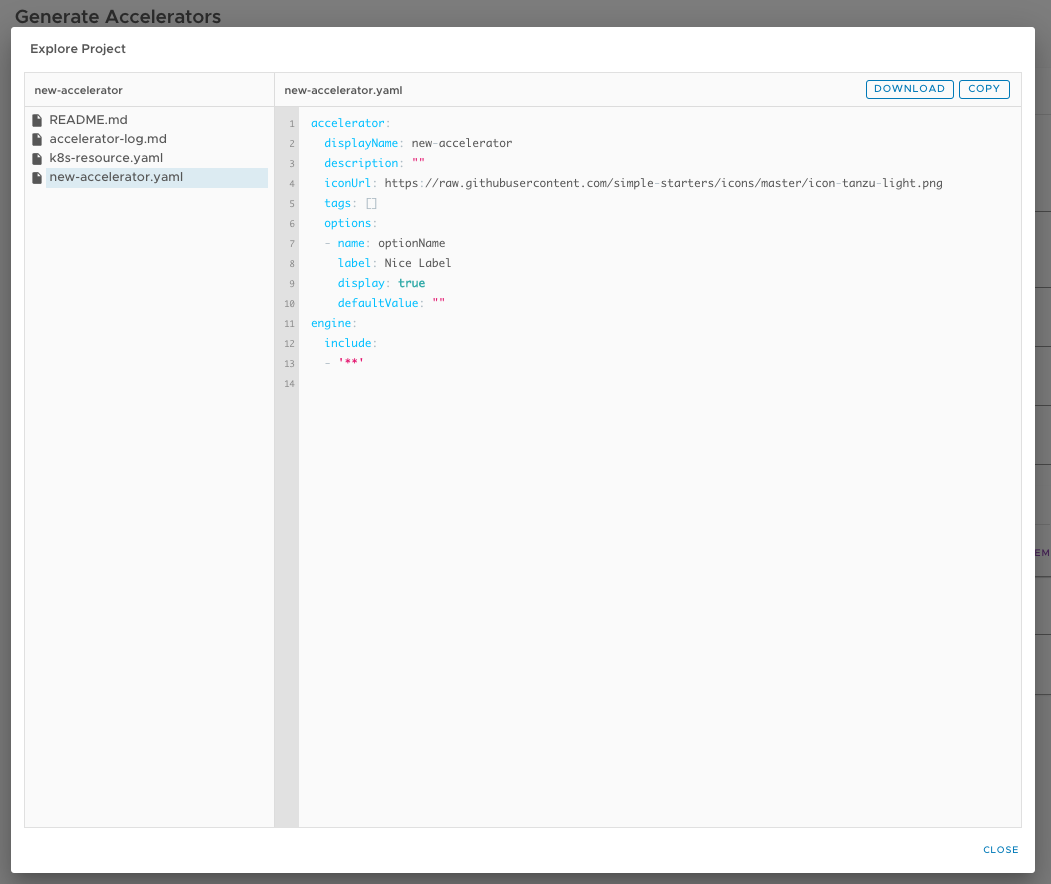 Generate Accelerators
Explore Project
new-accelerator
new-accelerator.yaml
DOWNLOAD
COPY
README.md
accelerator-log.md
k8s-resource.yaml
new-accelerator.yaml
1 accelerator:
2   displayName: new-accelerator
3   description: ""
4   iconUrl: https://raw.githubusercontent.com/simple-starters/icons/master/icon-tanzu-light.png
5   tags: []
6   options:
7   - name: optionName
8     label: Nice Label
9     display: true
10     defaultValue: ""
11 engine:
12   include:
13   - '**'
14
EM
CLOSE